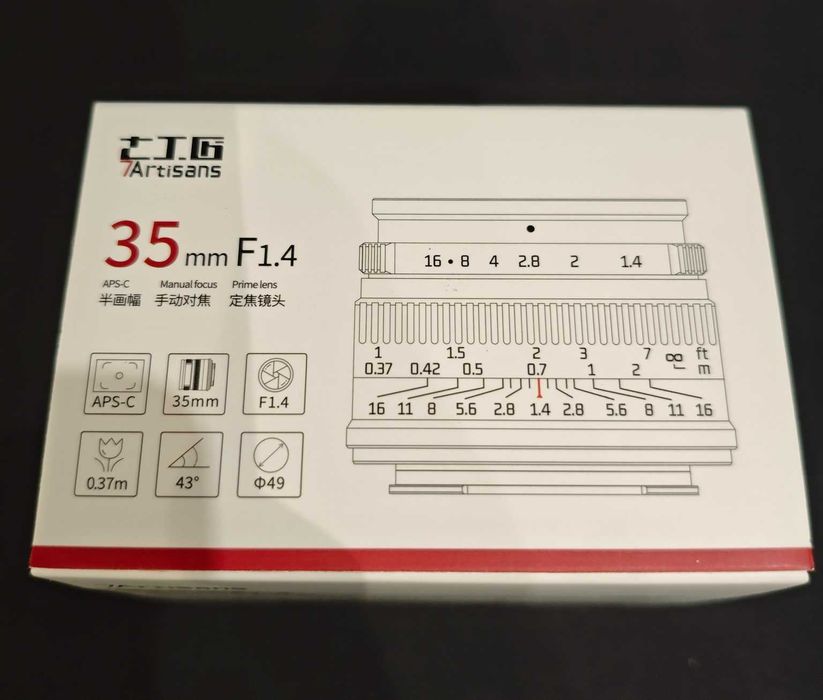 七工匠
7Artisans
35mm F1.4
APS-C Manual focus Prime lens
半画幅 手动对焦 定焦镜头
APS-C 35mm F1.4
0.37m 43° Φ49
16 • 8 4 2.8 2 1.4
1 1.5 2 3 7 ∞ ft
0.37 0.42 0.5 0.7 1 2 m
16 11 8 5.6 2.8 1.4 2.8 5.6 8 11 16